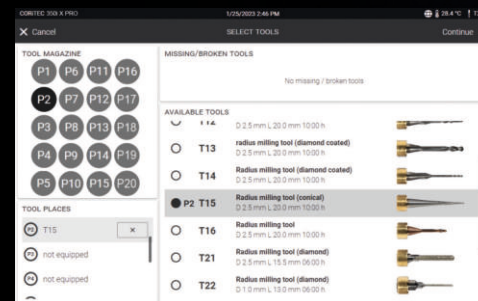 CORiTEC 350i X PRO
1/25/2023 2:46 PM
28.4 °C
Cancel
SELECT TOOLS
Continue
TOOL MAGAZINE
P1 P6 P11 P16
P2 P7 P12 P17
P3 P8 P13 P18
P4 P9 P14 P19
P5 P10 P15 P20
TOOL PLACES
P2 T15 x
P3 not equipped
P4 not equipped
MISSING/BROKEN TOOLS
No missing / broken tools
AVAILABLE TOOLS
T12
D 2.5 mm L 20.0 mm 10:00 h
T13 radius milling tool (diamond coated)
D 2.5 mm L 20.0 mm 10:00 h
T14 Radius milling tool (diamond coated)
D 2.5 mm L 20.0 mm 10:00 h
P2 T15 Radius milling tool (conical)
D 2.5 mm L 20.0 mm 10:00 h
T16 Radius milling tool
D 2.5 mm L 20.0 mm 10:00 h
T21 Radius milling tool (diamond)
D 2.5 mm L 15.5 mm 06:00 h
T22 Radius milling tool (diamond)
D 1.0 mm L 13.0 mm 06:00 h